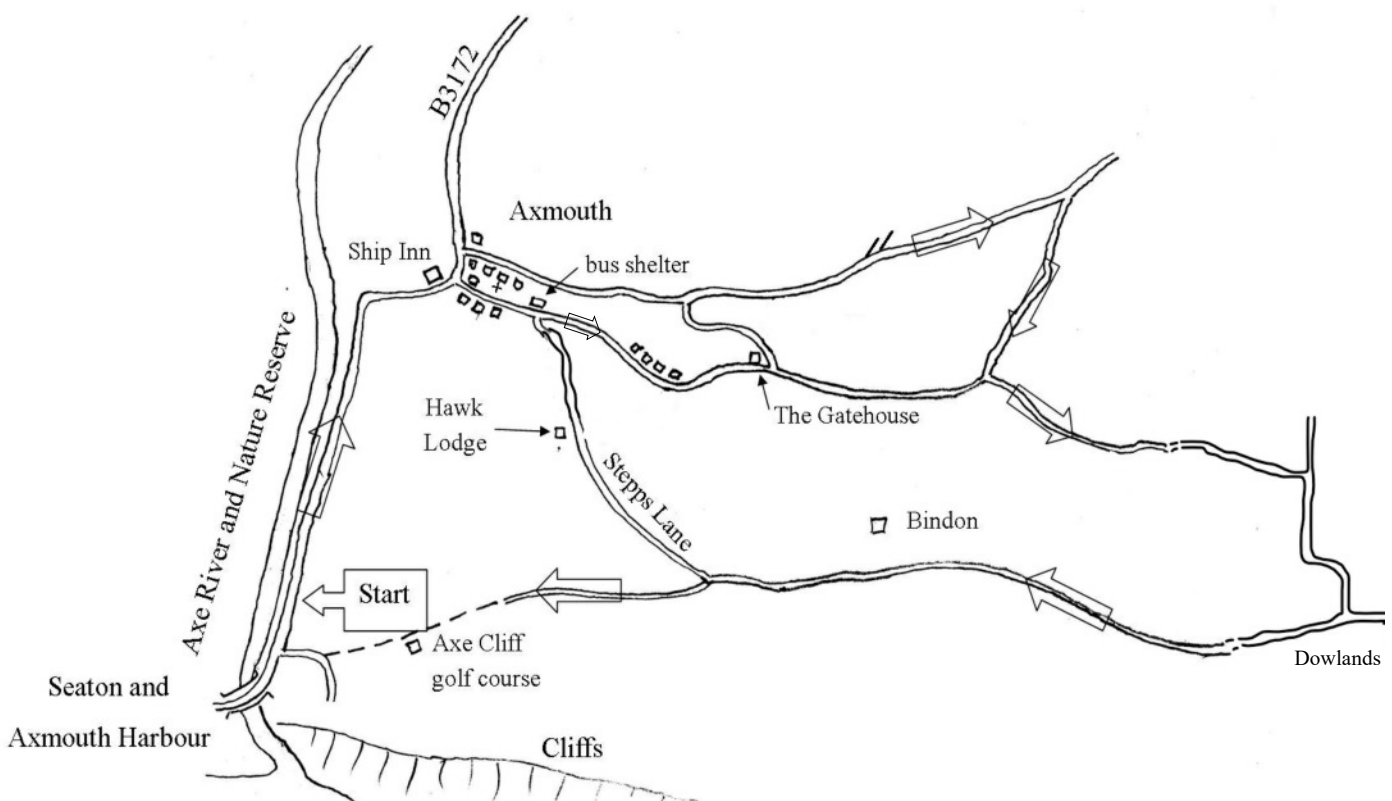 B3172
Axmouth
Ship Inn
bus shelter
Axe River and Nature Reserve
The Gatehouse
Hawk
Lodge
Stepps Lane
Bindon
Start
Axe Cliff
golf course
Dowlands
Seaton and
Axmouth Harbour
Cliffs